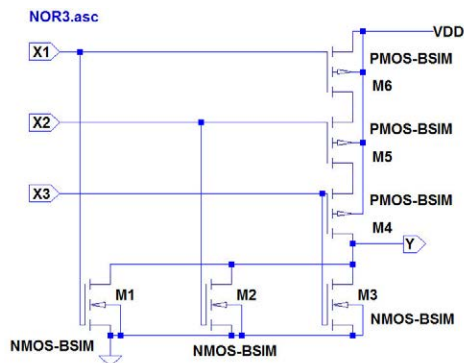 NOR3.asc
X1
VDD
PMOS-BSIM
M6
X2
PMOS-BSIM
M5
X3
PMOS-BSIM
M4
Y
M1
M2
M3
NMOS-BSIM
NMOS-BSIM
NMOS-BSIM